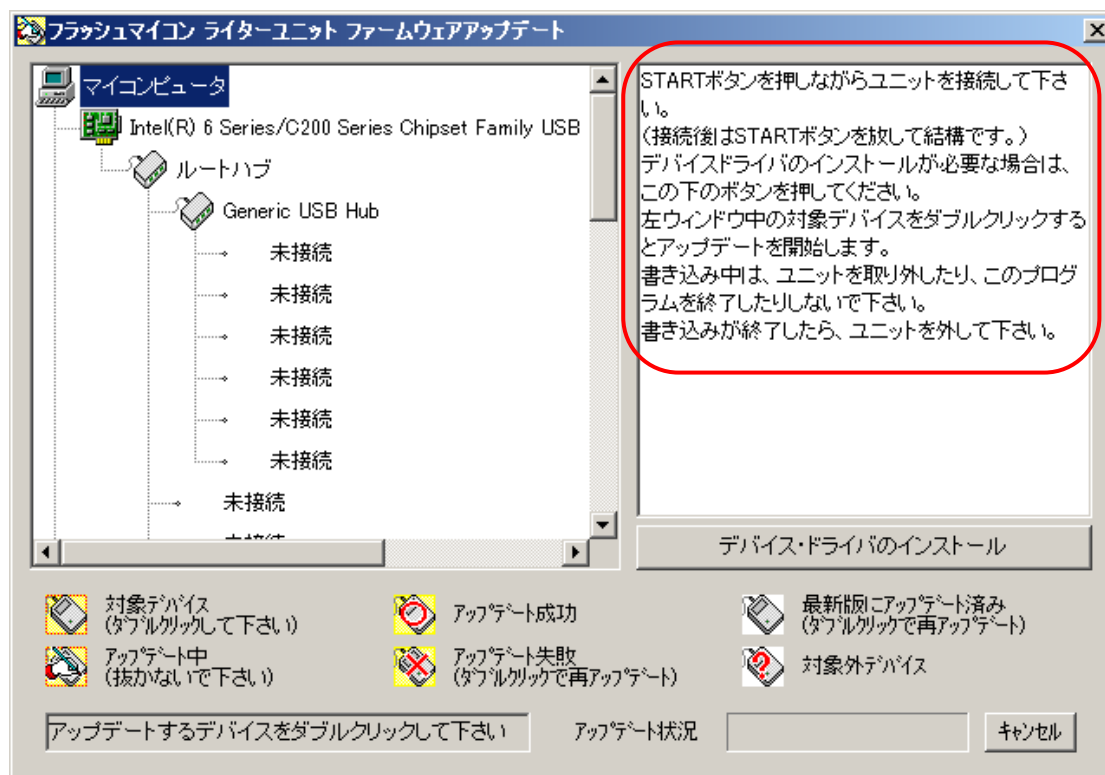 フラッシュマイコン ライターユニット ファームウェアアップデート
マイコンピュータ
Intel(R) 6 Series/C200 Series Chipset Family USB
ルートハブ
Generic USB Hub
未接続
未接続
未接続
未接続
未接続
未接続
未接続
STARTボタンを押しながらユニットを接続して下さ
い。
(接続後はSTARTボタンを放して結構です。)
デバイスドライバのインストールが必要な場合は、
この下のボタンを押してください。
左ウィンドウ中の対象デバイスをダブルクリックする
とアップデートを開始します。
書き込み中は、ユニットを取り外したり、このプログ
ラムを終了したりしないで下さい。
書き込みが終了したら、ユニットを外して下さい。
デバイス・ドライバのインストール
対象デバイス
(ダブルクリックして下さい)
アップデート成功
最新版にアップデート済み
(ダブルクリックで再アップデート)
アップデート中
(抜かないで下さい)
アップデート失敗
(ダブルクリックで再アップデート)
対象外デバイス
アップデートするデバイスをダブルクリックして下さい
アップデート状況
キャンセル